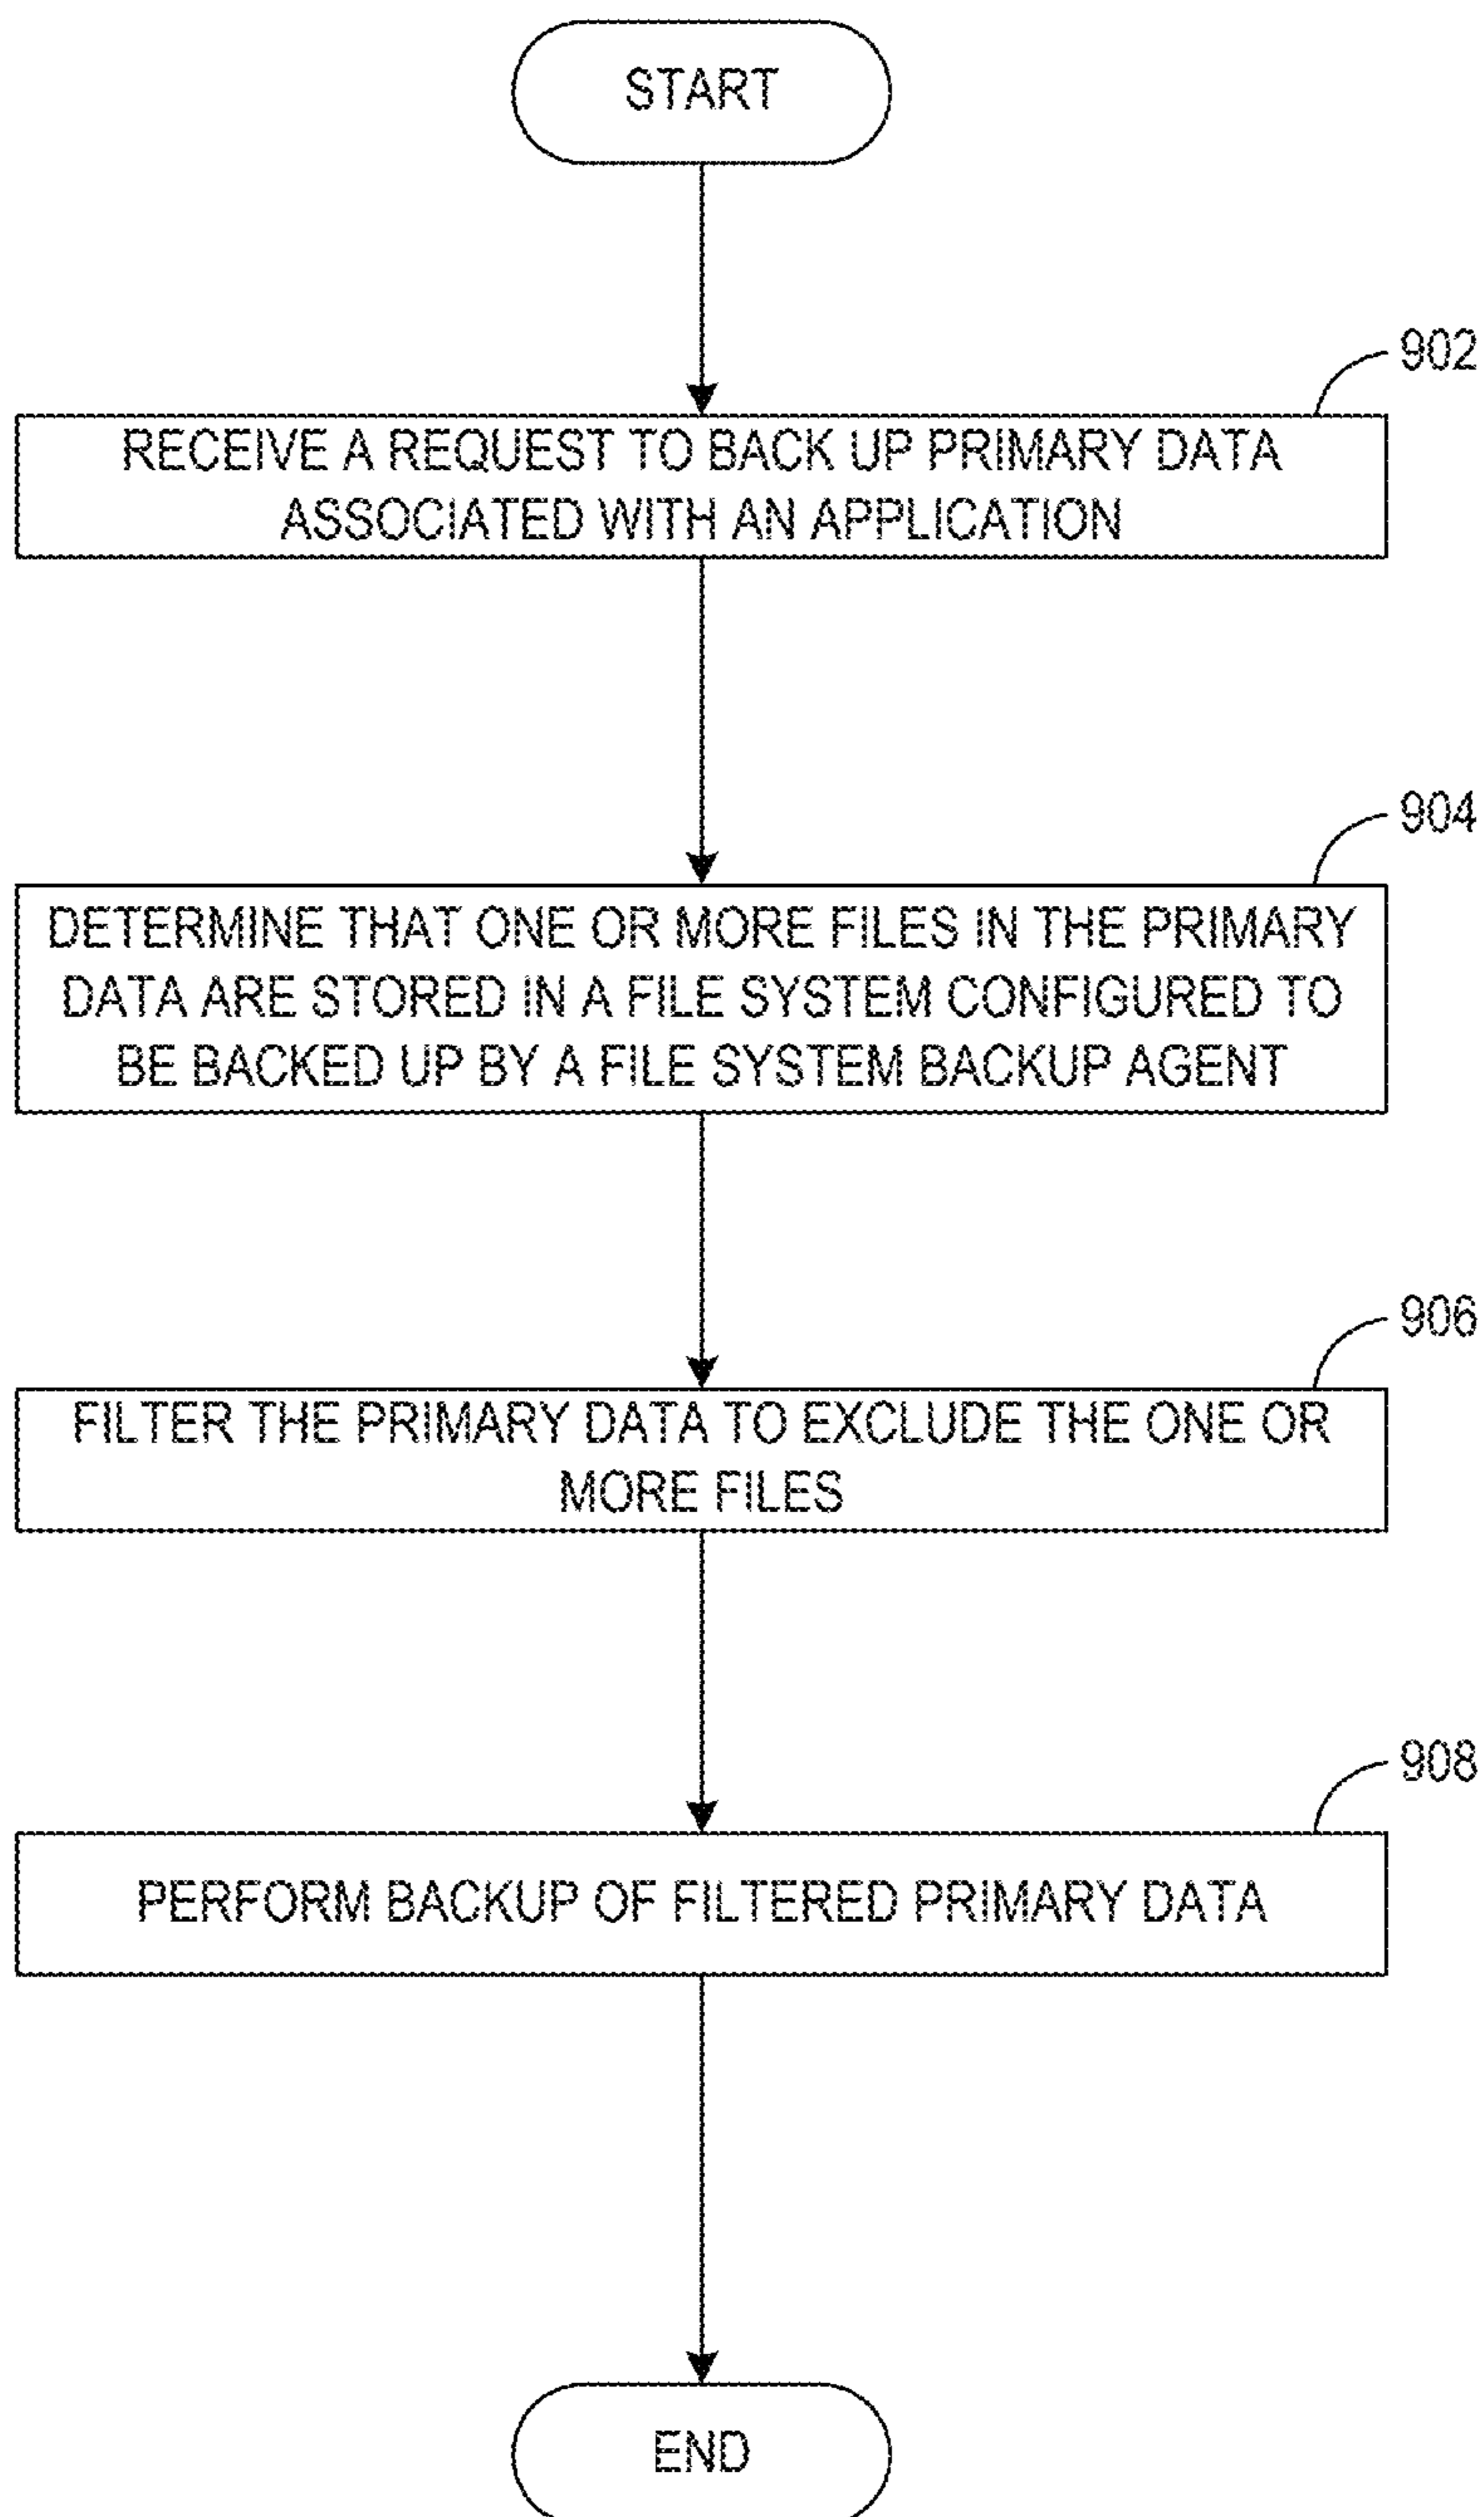 START
902
RECEIVE A REQUEST TO BACK UP PRIMARY DATA
ASSOCIATED WITH AN APPLICATION
904
DETERMINE THAT ONE OR MORE FILES IN THE PRIMARY
DATA ARE STORED IN A FILE SYSTEM CONFIGURED TO
BE BACKED UP BY A FILE SYSTEM BACKUP AGENT
906
FILTER THE PRIMARY DATA TO EXCLUDE THE ONE OR
MORE FILES
908
PERFORM BACKUP OF FILTERED PRIMARY DATA
END